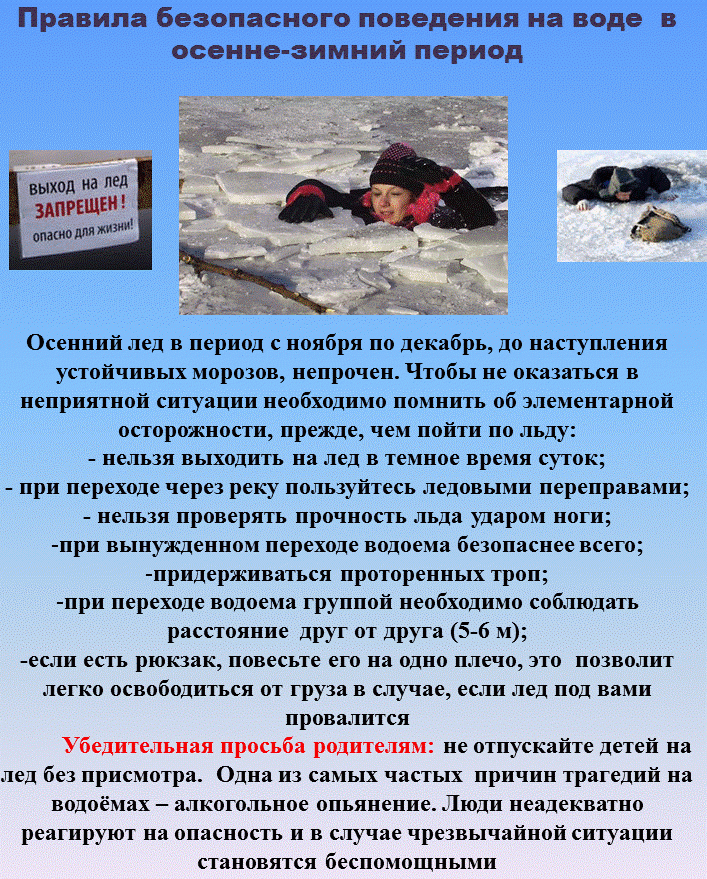 Правила безопасного поведения на воде в
осенне-зимний период
ВЫХОД НА ЛЕД
ЗАПРЕЩЕН!
опасно для жизни!
Осенний лед в период с ноября по декабрь, до наступления
устойчивых морозов, непрочен. Чтобы не оказаться в
неприятной ситуации необходимо помнить об элементарной
осторожности, прежде, чем пойти по льду:
- нельзя выходить на лед в темное время суток;
- при переходе через реку пользуйтесь ледовыми переправами;
- нельзя проверять прочность льда ударом ноги;
-при вынужденном переходе водоема безопаснее всего;
-придерживаться проторенных троп;
-при переходе водоема группой необходимо соблюдать
расстояние друг от друга (5-6 м);
-если есть рюкзак, повесьте его на одно плечо, это позволит
легко освободиться от груза в случае, если лед под вами
провалится
Убедительная просьба родителям: не отпускайте детей на
лед без присмотра. Одна из самых частых причин трагедий на
водоёмах – алкогольное опьянение. Люди неадекватно
реагируют на опасность и в случае чрезвычайной ситуации
становятся беспомощными